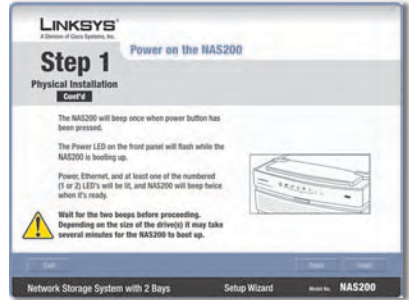 LINKSYS®
A Division of Cisco Systems, Inc.
Power on the NAS200
Step 1
Physical Installation
Cont'd
The NAS200 will beep once when power button has
been pressed.
The Power LED on the front panel will flash while the
NAS200 is booting up.
Power, Ethernet, and at least one of the numbered
(1 or 2) LED's will be lit, and NAS200 will beep twice
when it's ready.
Wait for the two beeps before proceeding.
Depending on the size of the drive(s) it may take
several minutes for the NAS200 to boot up.
Exit
Network Storage System with 2 Bays
Setup Wizard
Model No.
NAS200